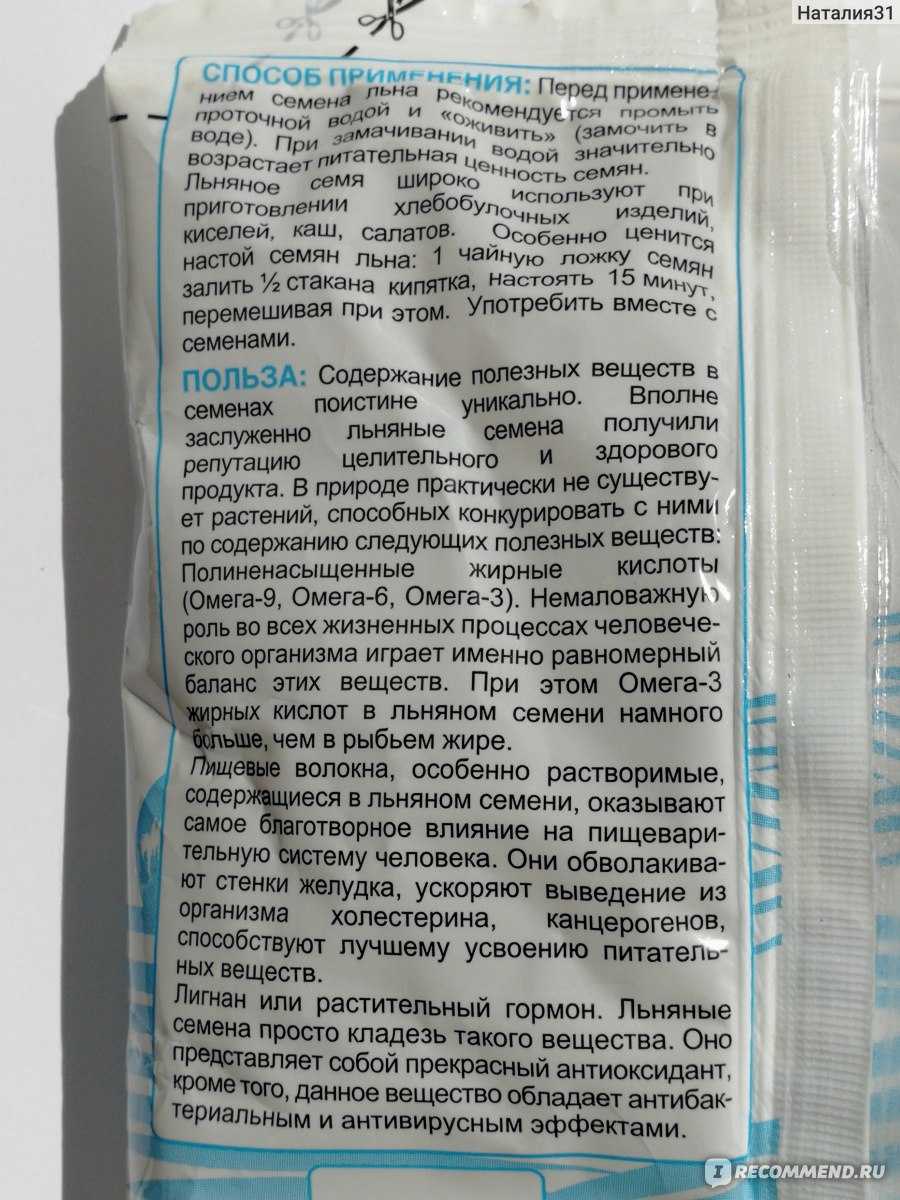 Наталия31
СПОСОБ ПРИМЕНЕНИЯ: Перед примене-
нием семена льна рекомендуется промыть
проточной водой и «оживить» (замочить в
воде). При замачивании водой значительно
возрастает питательная ценность семян.
Льняное семя широко используют при
приготовлении хлебобулочных изделий,
киселей, каш, салатов. Особенно ценится
настой семян льна: 1 чайную ложку семян
залить ½ стакана кипятка, настоять 15 минут,
перемешивая при этом. Употребить вместе с
семенами.
ПОЛЬЗА: Содержание полезных веществ в
семенах поистине уникально. Вполне
заслуженно льняные семена получили
репутацию целительного и здорового
продукта. В природе практически не существу-
ет растений, способных конкурировать с ними
по содержанию следующих полезных веществ:
Полиненасыщенные жирные кислоты
(Омега-9, Омега-6, Омега-3). Немаловажную
роль во всех жизненных процессах человече-
ского организма играет именно равномерный
баланс этих веществ. При этом Омега-3
жирных кислот в льняном семени намного
больше, чем в рыбьем жире.
Пищевые волокна, особенно растворимые,
содержащиеся в льняном семени, оказывают
самое благотворное влияние на пищевари-
тельную систему человека. Они обволакива-
ют стенки желудка, ускоряют выведение из
организма холестерина, канцерогенов,
способствуют лучшему усвоению питатель-
ных веществ.
Лигнан или растительный гормон. Льняные
семена просто кладезь такого вещества. Оно
представляет собой прекрасный антиоксидант,
кроме того, данное вещество обладает антибак-
териальным и антивирусным эффектами.
IRECOMMEND.RU